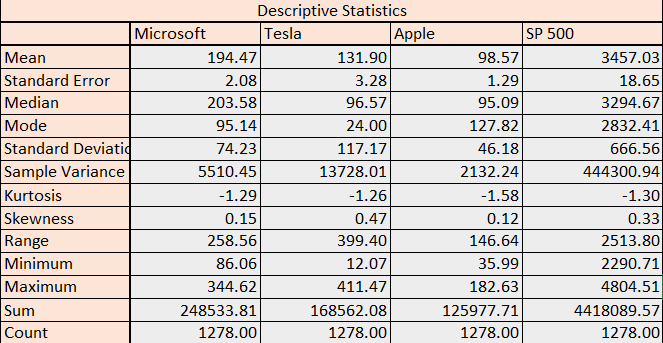 Descriptive Statistics
Microsoft Tesla Apple SP 500
Mean 194.47 131.90 98.57 3457.03
Standard Error 2.08 3.28 1.29 18.65
Median 203.58 96.57 95.09 3294.67
Mode 95.14 24.00 127.82 2832.41
Standard Deviatio 74.23 117.17 46.18 666.56
Sample Variance 5510.45 13728.01 2132.24 444300.94
Kurtosis -1.29 -1.26 -1.58 -1.30
Skewness 0.15 0.47 0.12 0.33
Range 258.56 399.40 146.64 2513.80
Minimum 86.06 12.07 35.99 2290.71
Maximum 344.62 411.47 182.63 4804.51
Sum 248533.81 168562.08 125977.71 4418089.57
Count 1278.00 1278.00 1278.00 1278.00